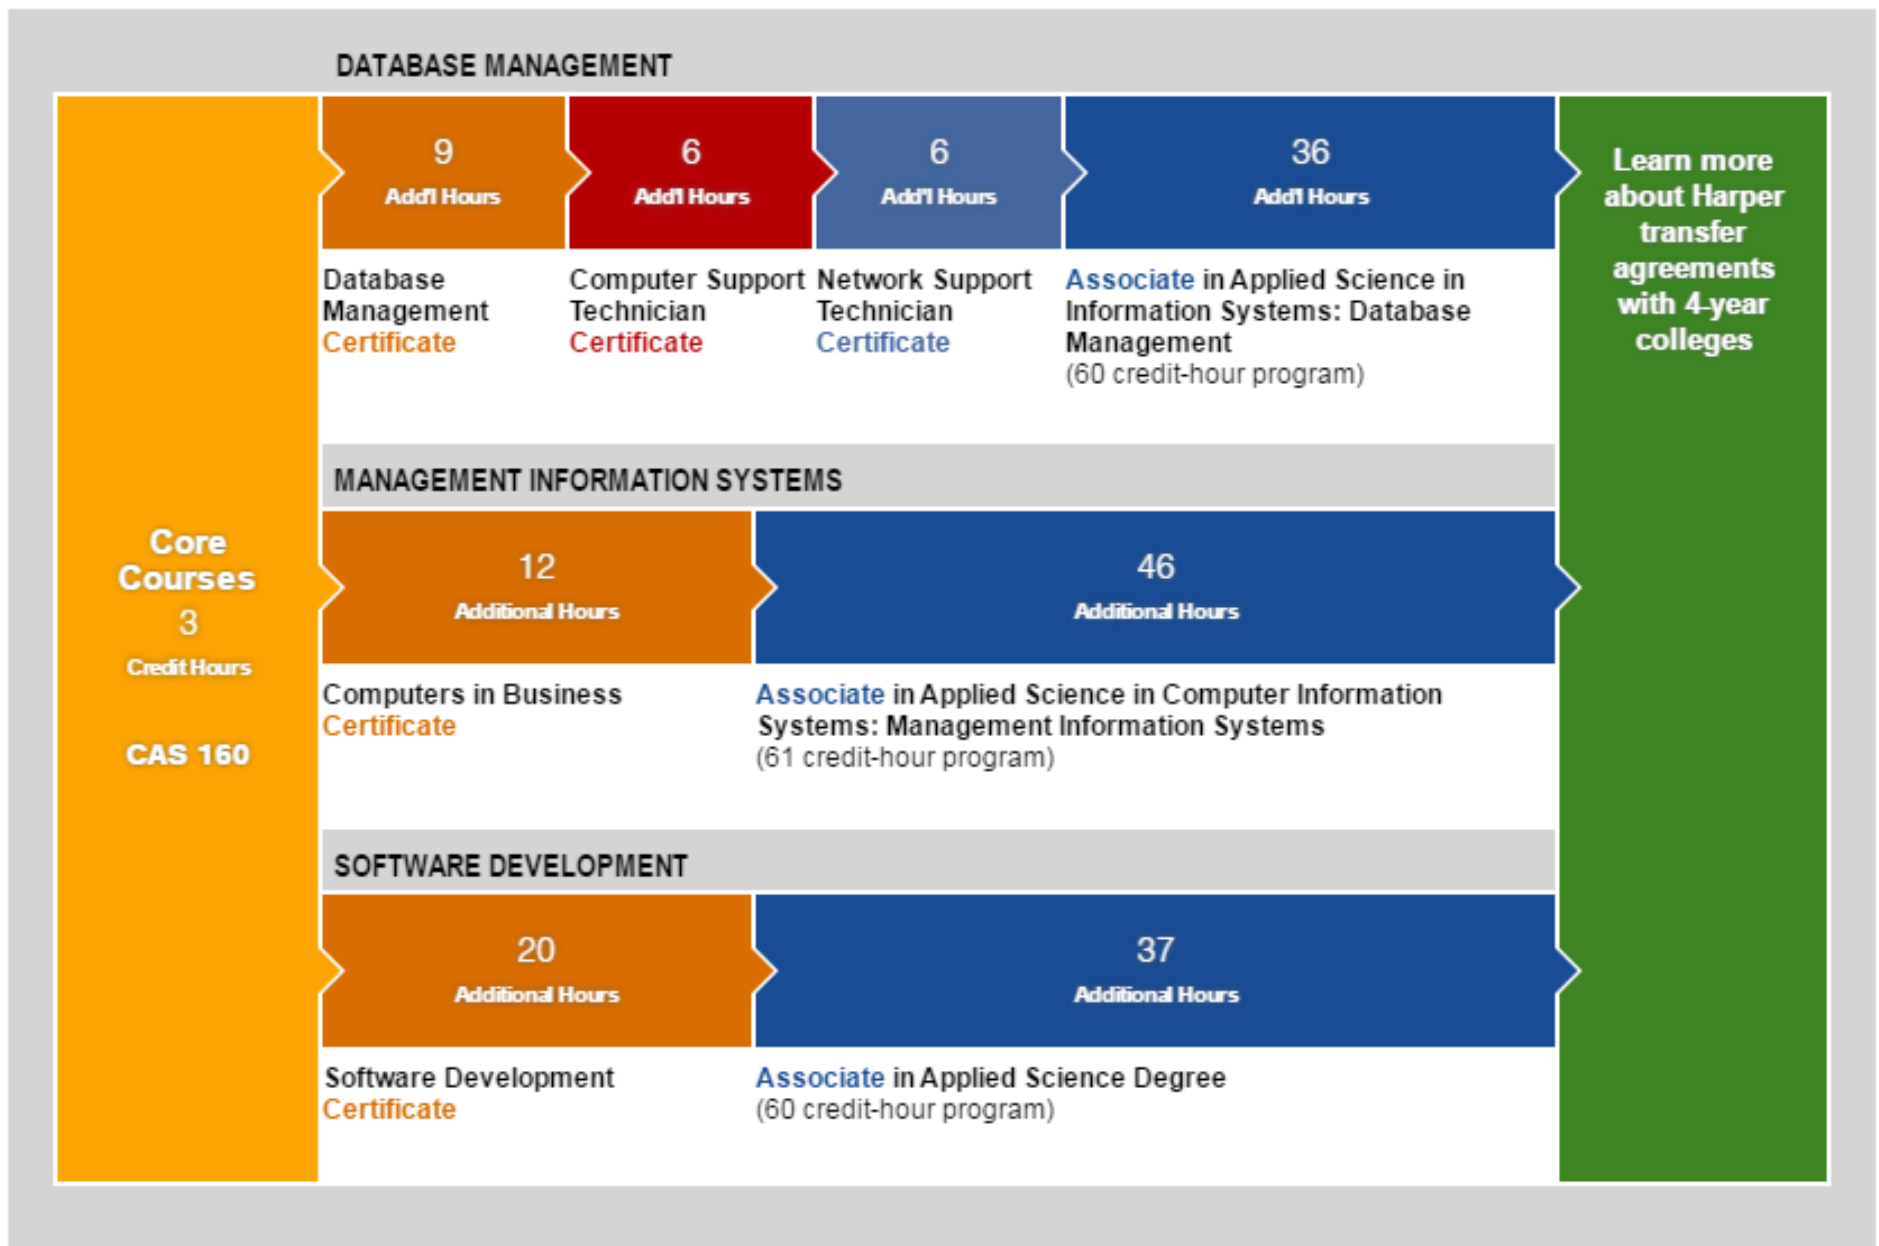 DATABASE MANAGEMENT
9
Add'l Hours
6
Add'l Hours
6
Add'l Hours
36
Add'l Hours
Database
Management
Certificate
Computer Support
Technician
Certificate
Network Support
Technician
Certificate
Associate in Applied Science in
Information Systems: Database
Management
(60 credit-hour program)
Learn more
about Harper
transfer
agreements
with 4-year
colleges
Core
Courses
3
Credit Hours
CAS 160
MANAGEMENT INFORMATION SYSTEMS
12
Additional Hours
46
Additional Hours
Computers in Business
Certificate
Associate in Applied Science in Computer Information
Systems: Management Information Systems
(61 credit-hour program)
SOFTWARE DEVELOPMENT
20
Additional Hours
37
Additional Hours
Software Development
Certificate
Associate in Applied Science Degree
(60 credit-hour program)